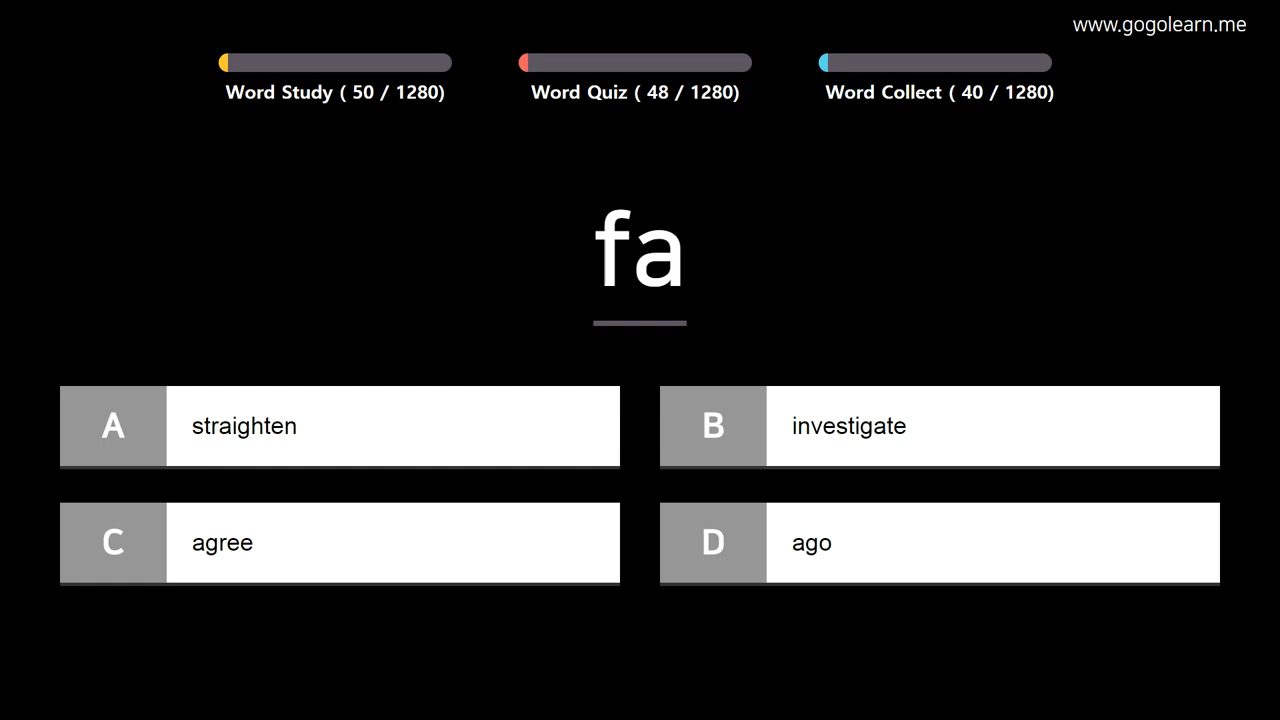 www.gogolearn.me
Word Study ( 50 / 1280)
Word Quiz ( 48 / 1280)
Word Collect ( 40 / 1280)
fa
A straighten
B investigate
C agree
D ago